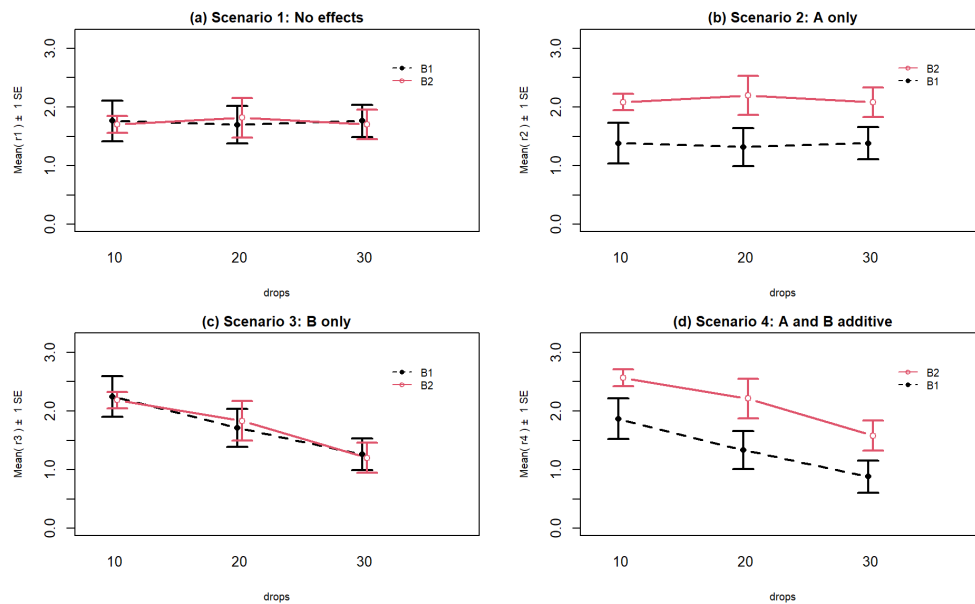 (a) Scenario 1: No effects
Mean( r1 ) ± 1 SE
0.0 1.0 2.0 3.0
B1
B2
10 20 30
drops
(b) Scenario 2: A only
Mean( r2 ) ± 1 SE
0.0 1.0 2.0 3.0
B2
B1
10 20 30
drops
(c) Scenario 3: B only
Mean( r3 ) ± 1 SE
0.0 1.0 2.0 3.0
B1
B2
10 20 30
drops
(d) Scenario 4: A and B additive
Mean( r4 ) ± 1 SE
0.0 1.0 2.0 3.0
B2
B1
10 20 30
drops